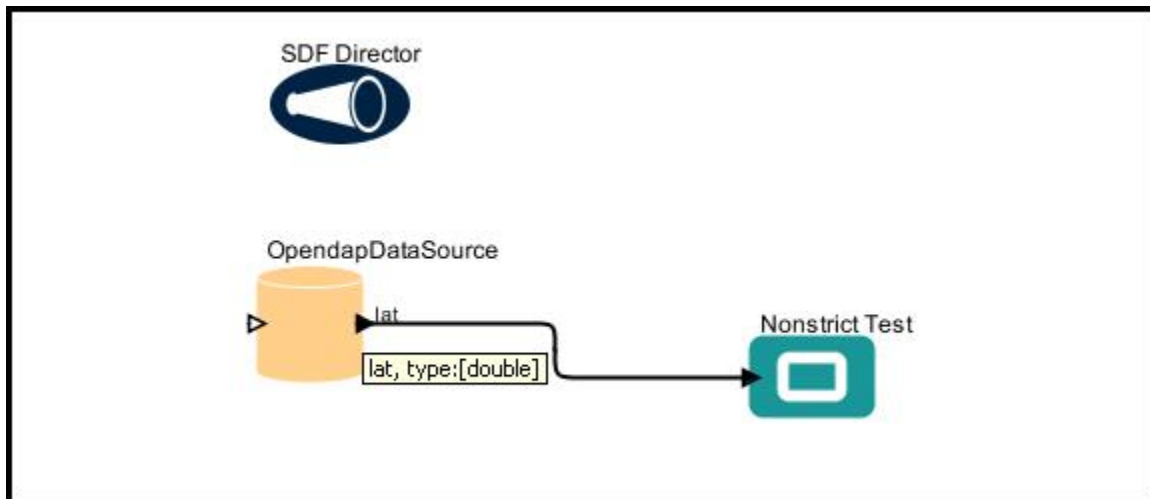 SDF Director
OpendapDataSource
lat
Nonstrict Test
lat, type:[double]